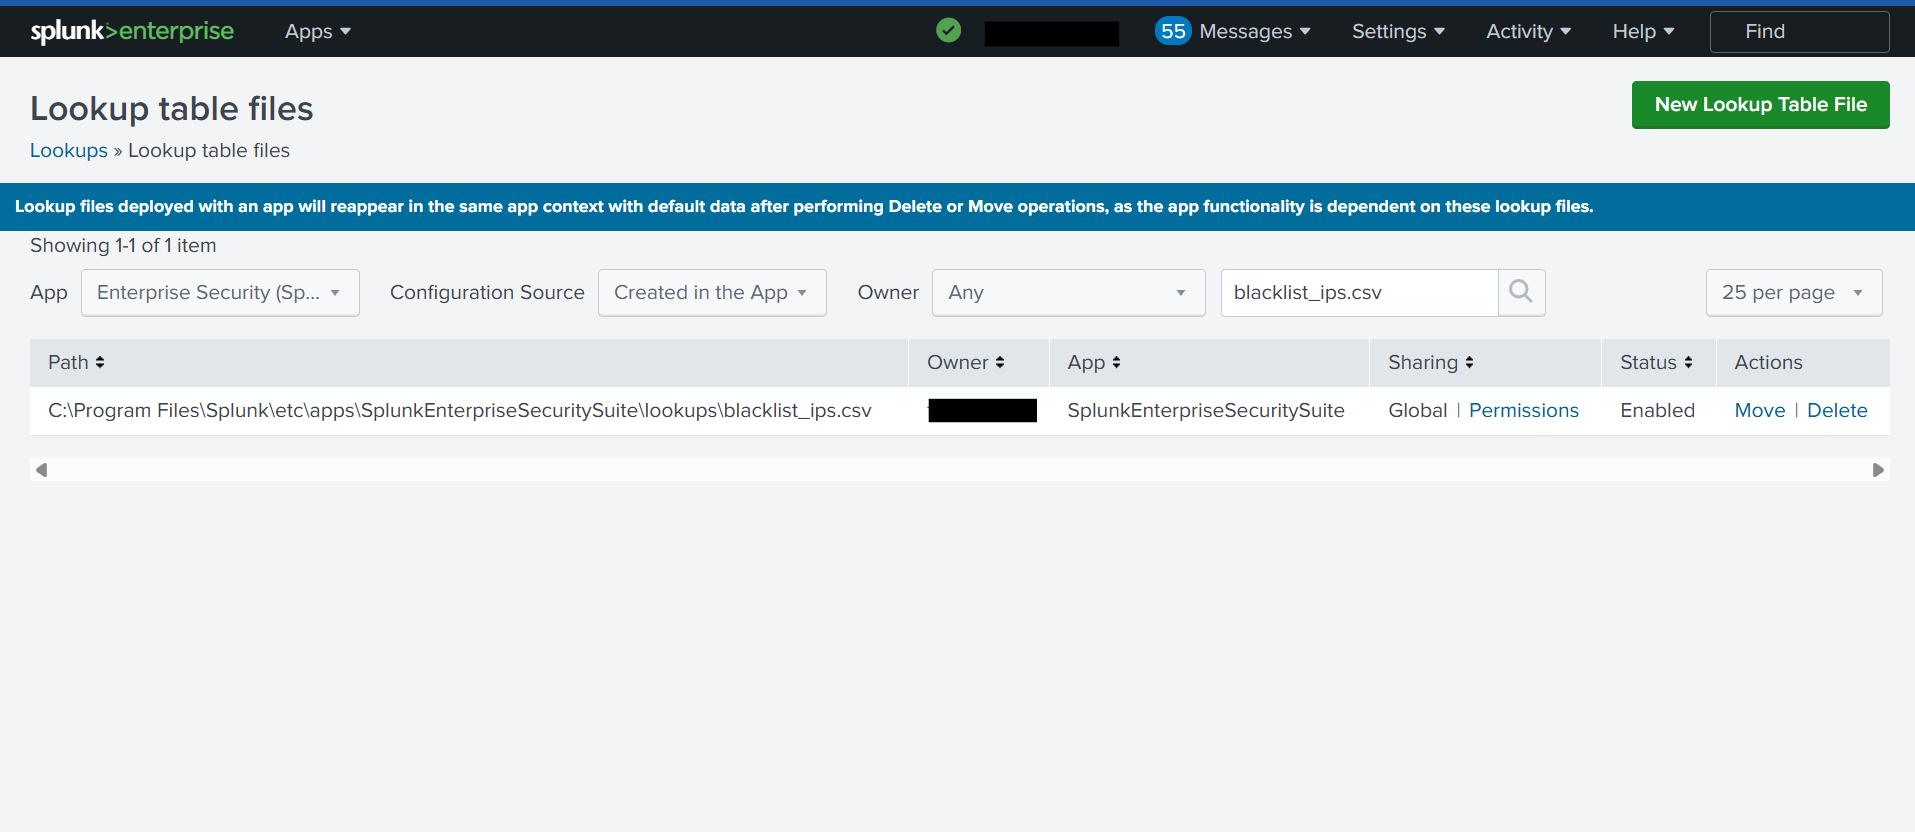 splunk>enterprise Apps 55 Messages Settings Activity Help Find
Lookup table files
New Lookup Table File
Lookups » Lookup table files
Lookup files deployed with an app will reappear in the same app context with default data after performing Delete or Move operations, as the app functionality is dependent on these lookup files.
Showing 1-1 of 1 item
App Enterprise Security (Sp... Configuration Source Created in the App Owner Any blacklist_ips.csv 25 per page
Path Owner App Sharing Status Actions
C:\Program Files\Splunk\etc\apps\SplunkEnterpriseSecuritySuite\lookups\blacklist_ips.csv SplunkEnterpriseSecuritySuite Global | Permissions Enabled Move | Delete